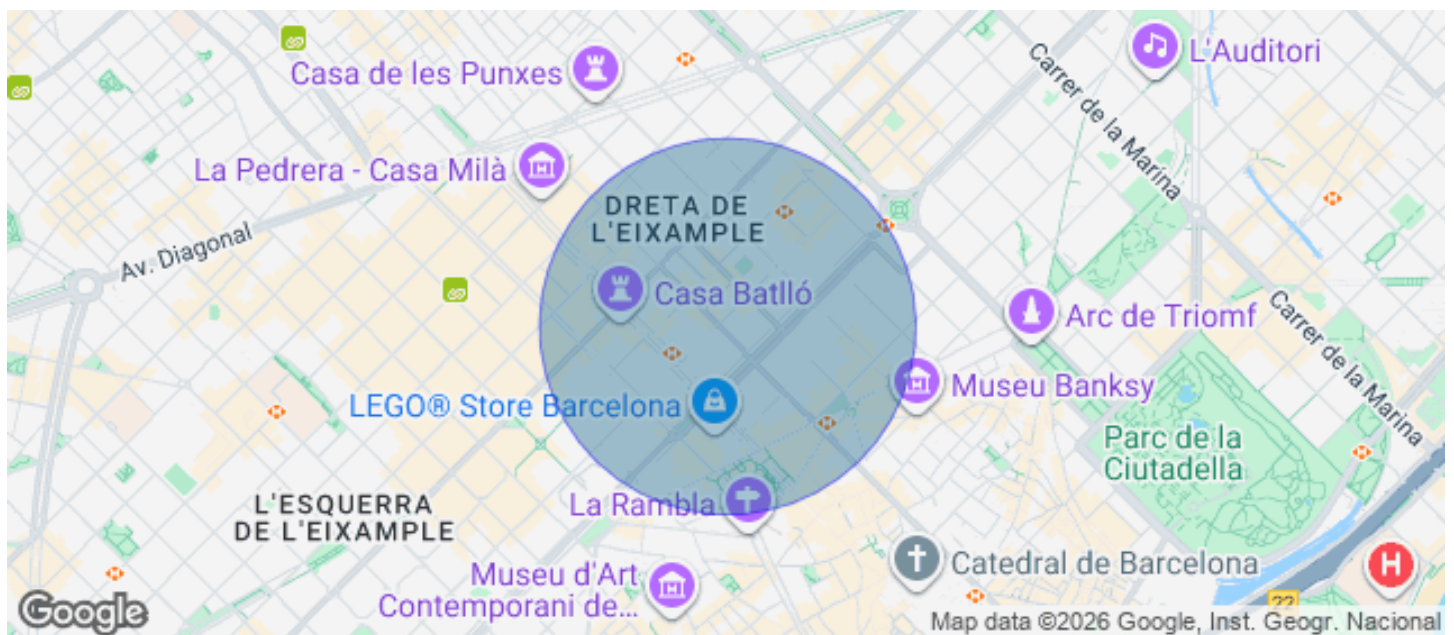 L'Auditori
Casa de les Punxes
Carrer de la Marina
La Pedrera - Casa Milà
DRETA DE
L'EIXAMPLE
Av. Diagonal
Casa Batlló
Arc de Triomf
Carrer de la Marina
LEGO® Store Barcelona
Museu Banksy
Parc de la
Ciutadella
La Rambla
L'ESQUERRA
DE L'EIXAMPLE
Catedral de Barcelona
H
Museu d'Art
Contemporani de...
22
Google
Map data ©2026 Google, Inst. Geogr. Nacional